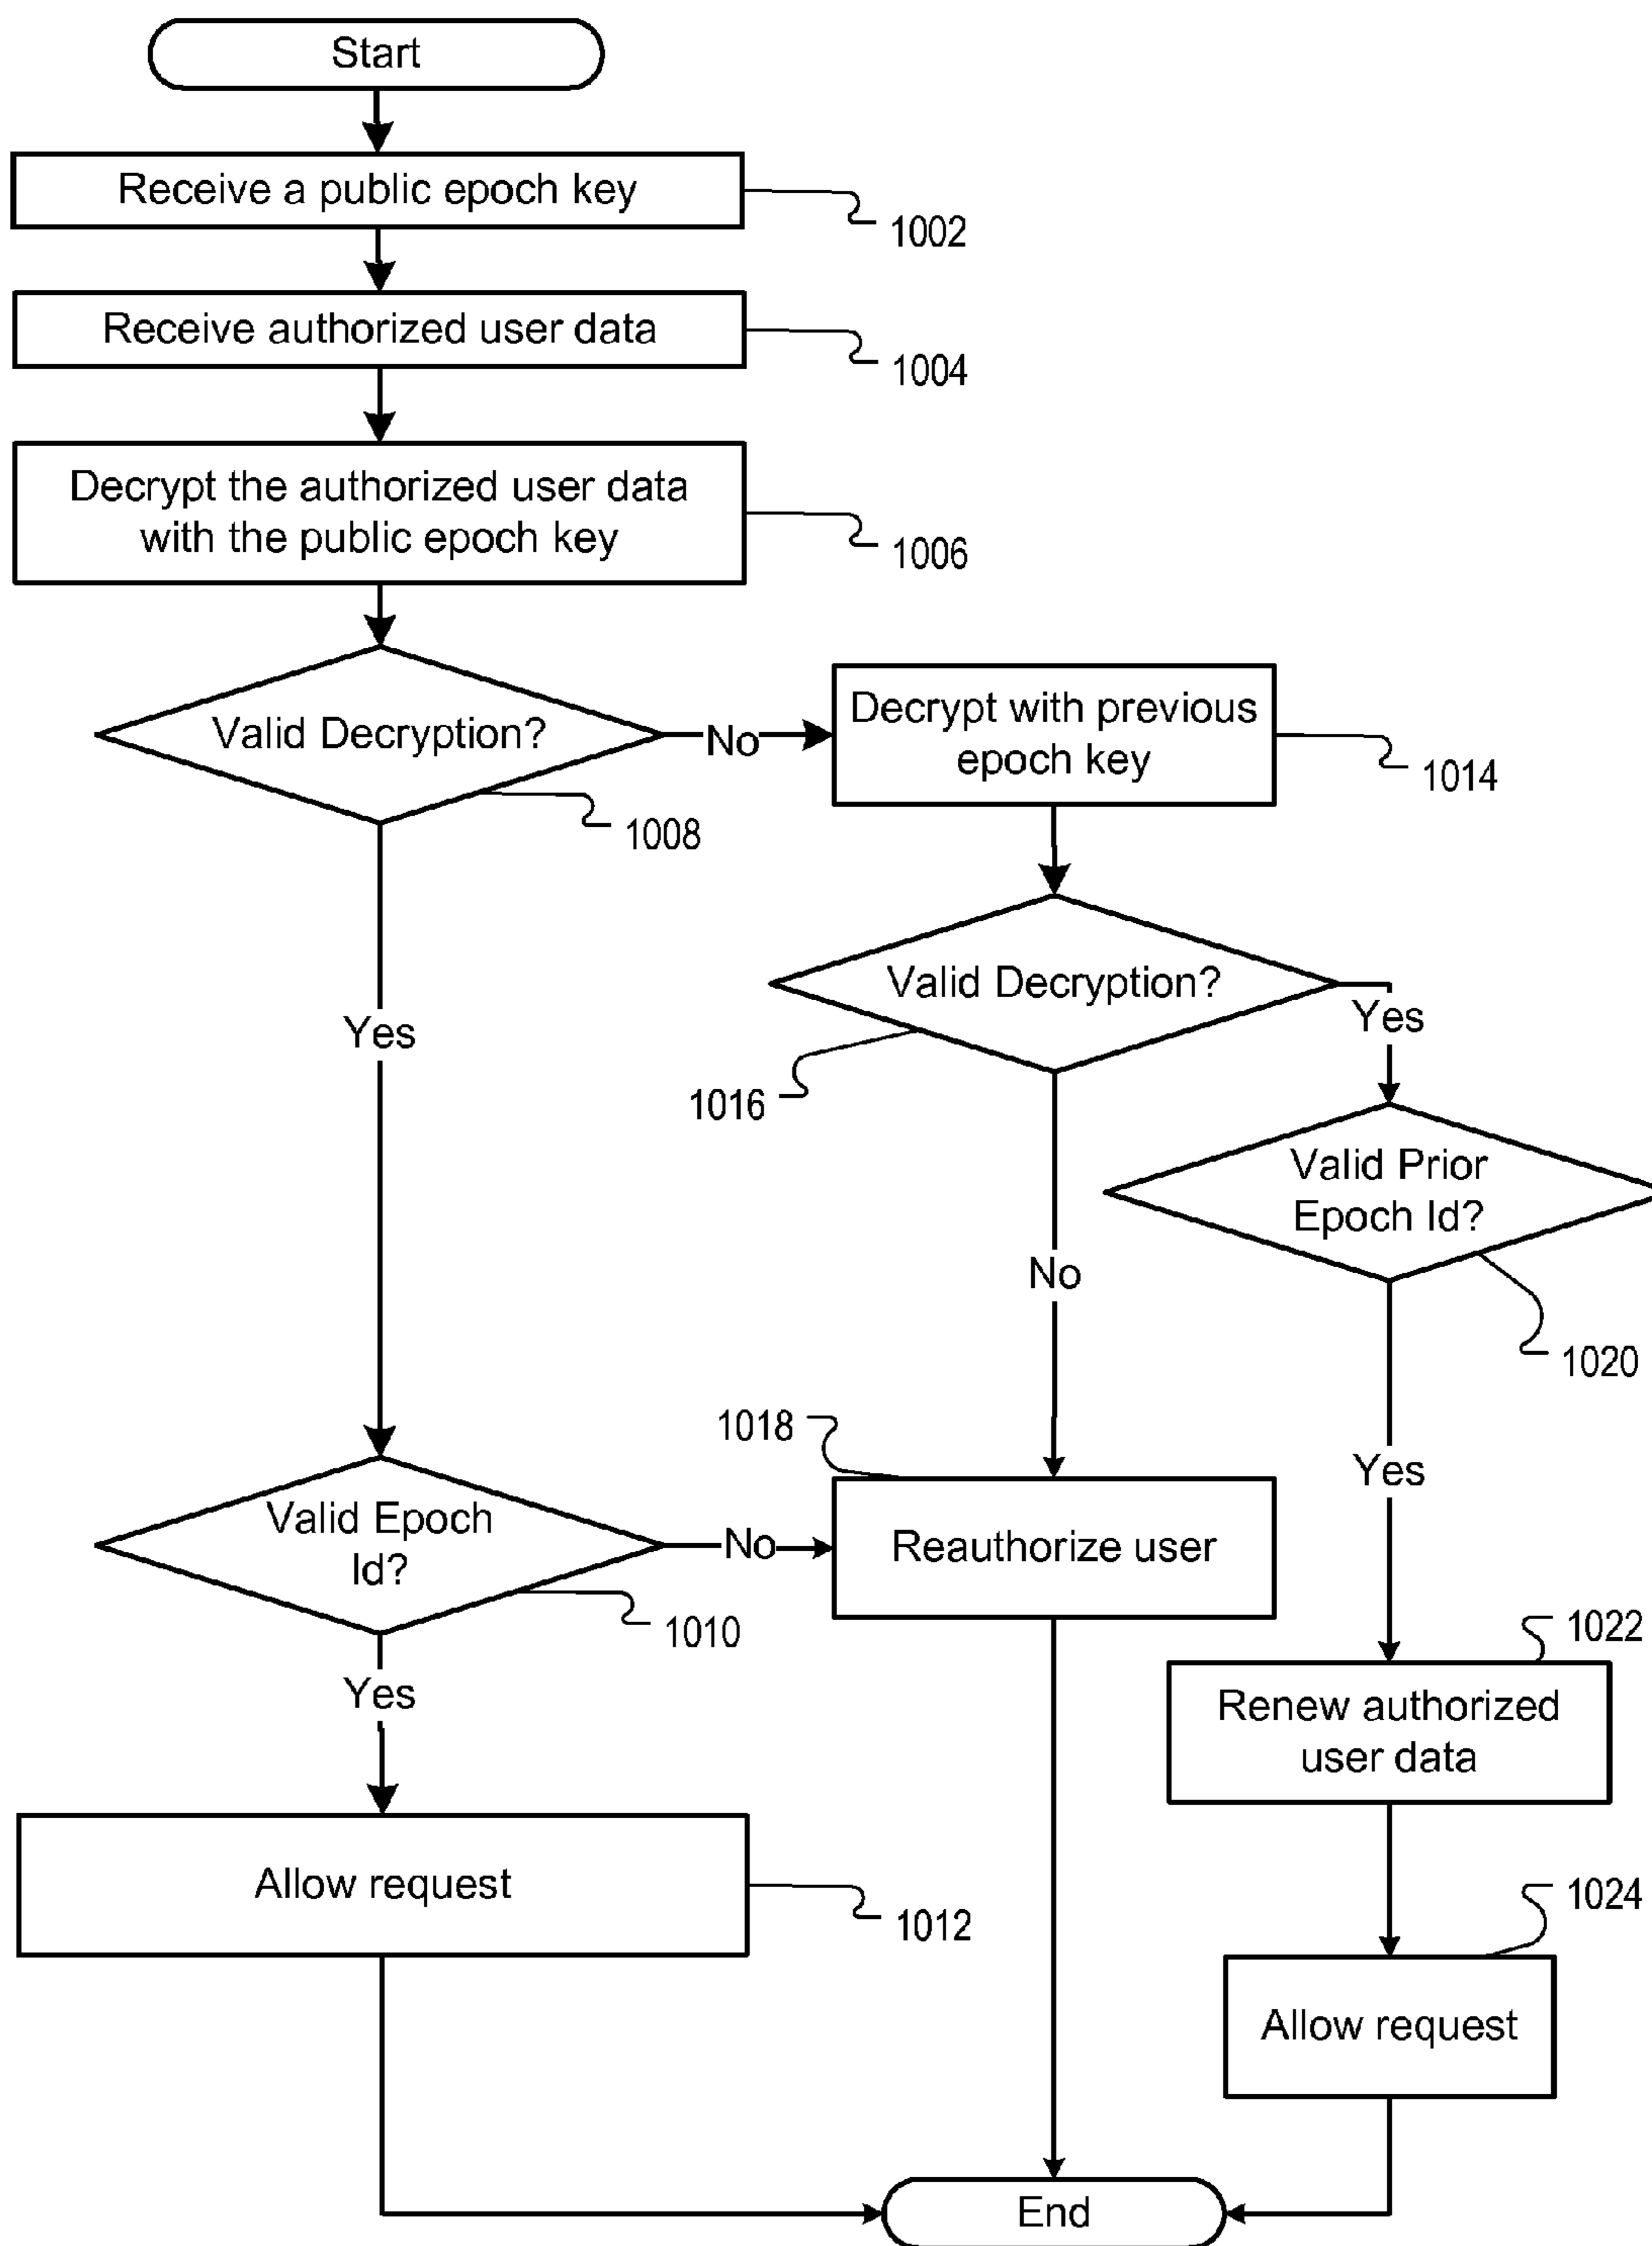 Start
Receive a public epoch key
1002
Receive authorized user data
1004
Decrypt the authorized user data
with the public epoch key
1006
Valid Decryption?
1008
No
Decrypt with previous
epoch key
1014
Valid Decryption?
1016
Yes
Yes
Valid Prior
Epoch Id?
1020
No
Yes
1018
Reauthorize user
Valid Epoch
Id?
1010
No
Yes
1022
Renew authorized
user data
Allow request
1012
1024
Allow request
End